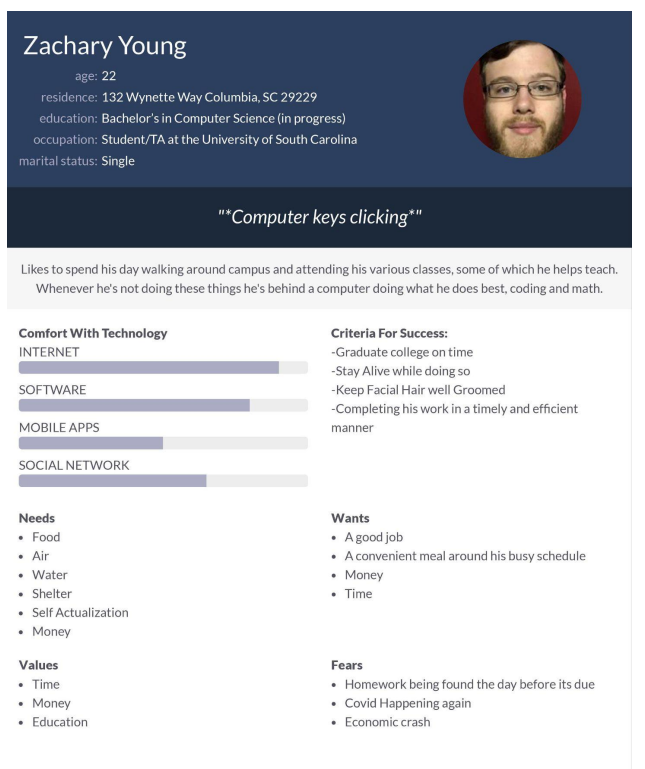 Zachary Young
age: 22
residence: 132 Wynette Way Columbia, SC 29229
education: Bachelor's in Computer Science (in progress)
occupation: Student/TA at the University of South Carolina
marital status: Single
"*Computer keys clicking*"
Likes to spend his day walking around campus and attending his various classes, some of which he helps teach.
Whenever he's not doing these things he's behind a computer doing what he does best, coding and math.
Comfort With Technology
INTERNET
SOFTWARE
MOBILE APPS
SOCIAL NETWORK
Criteria For Success:
-Graduate college on time
-Stay Alive while doing so
-Keep Facial Hair well Groomed
-Completing his work in a timely and efficient
manner
Needs
• Food
• Air
• Water
• Shelter
• Self Actualization
• Money
Wants
• A good job
• A convenient meal around his busy schedule
• Money
• Time
Values
• Time
• Money
• Education
Fears
• Homework being found the day before its due
• Covid Happening again
• Economic crash